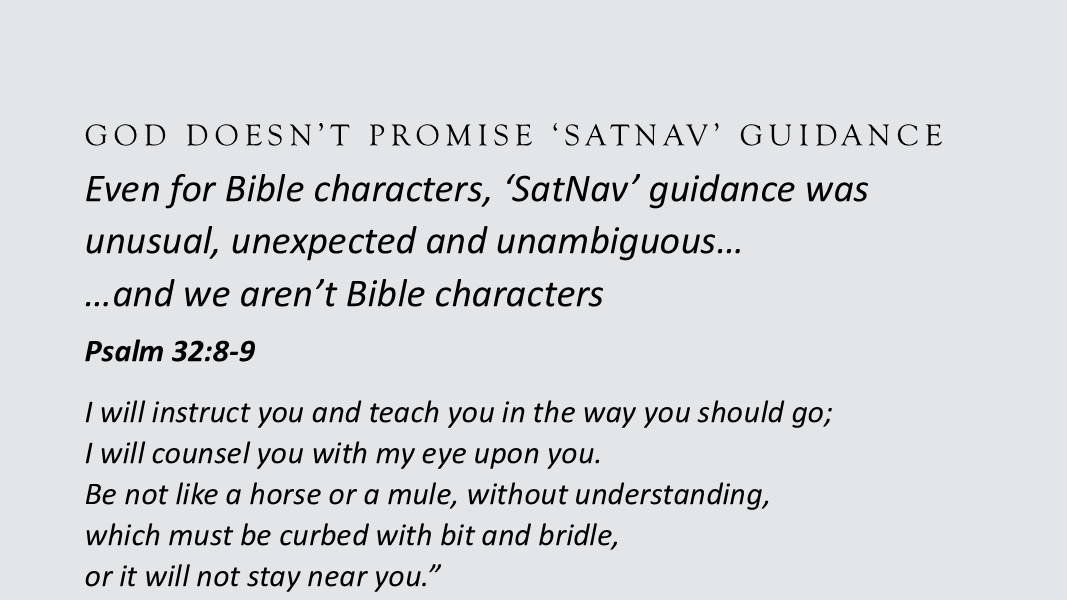 GOD DOESN’T PROMISE ‘SATNAV’ GUIDANCE
Even for Bible characters, ‘SatNav’ guidance was
unusual, unexpected and unambiguous…
…and we aren’t Bible characters
Psalm 32:8-9
I will instruct you and teach you in the way you should go;
I will counsel you with my eye upon you.
Be not like a horse or a mule, without understanding,
which must be curbed with bit and bridle,
or it will not stay near you.”